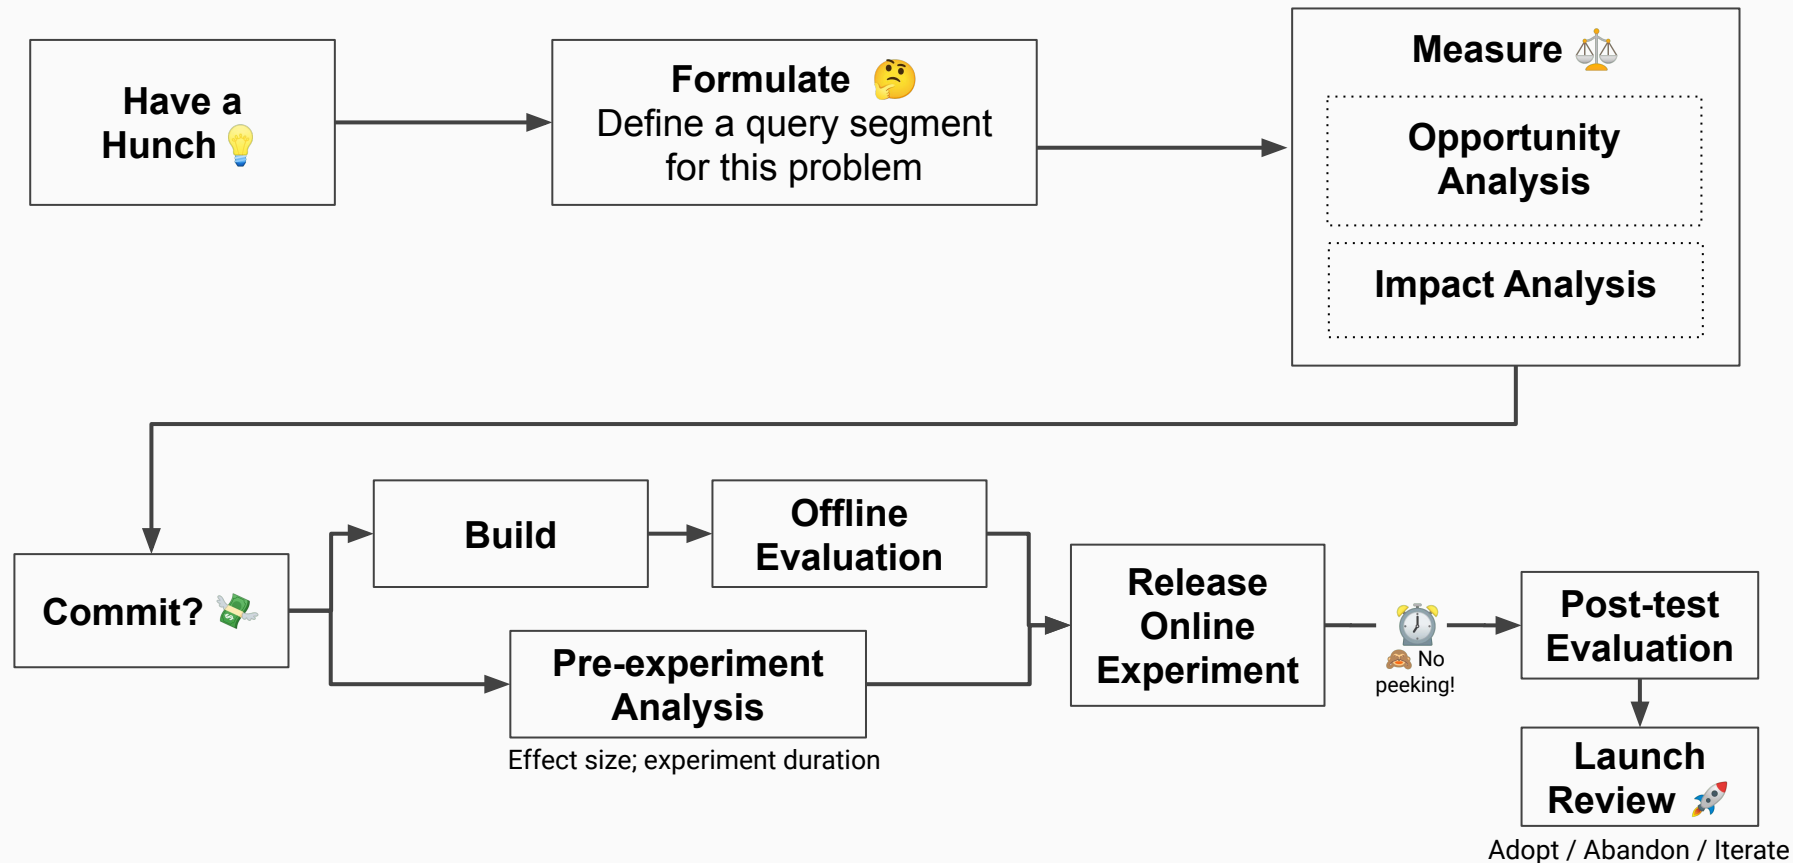 Have a
Hunch
Formulate
Define a query segment
for this problem
Measure
Opportunity
Analysis
Impact Analysis
Commit?
Build
Offline
Evaluation
Pre-experiment
Analysis
Effect size; experiment duration
Release
Online
Experiment
No
peeking!
Post-test
Evaluation
Launch
Review
Adopt / Abandon / Iterate